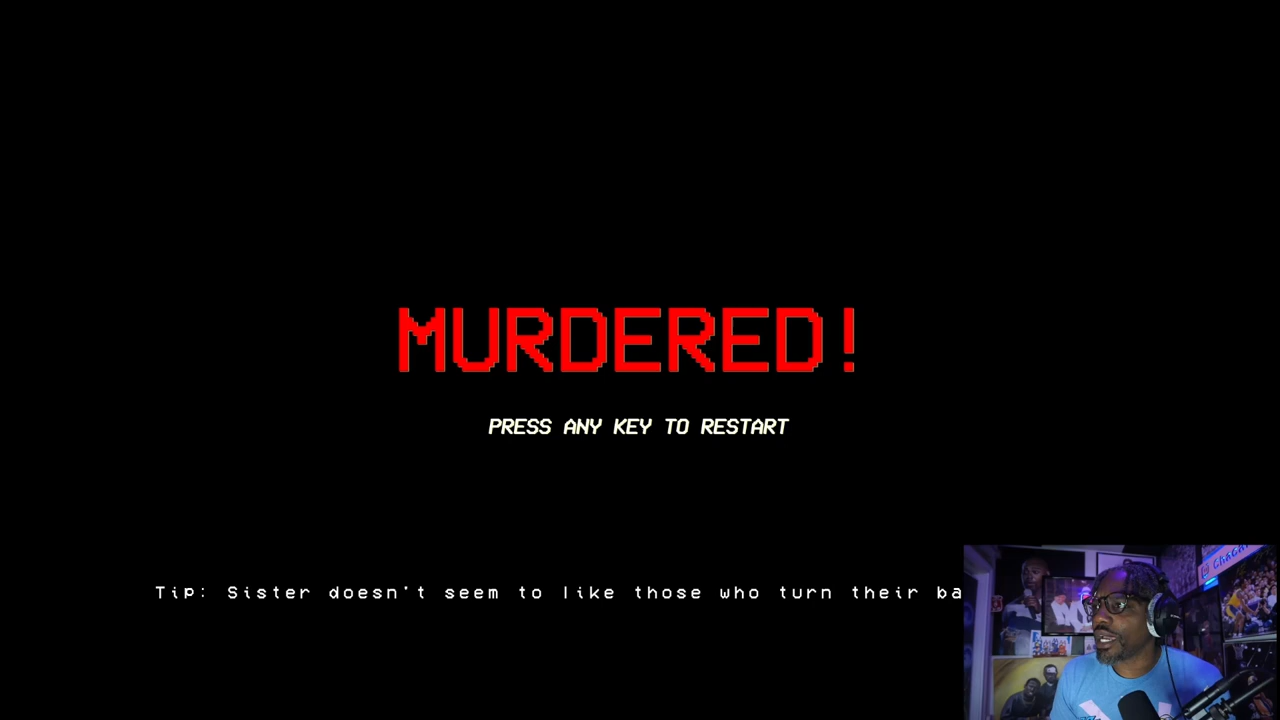 MURDERED!
PRESS ANY KEY TO RESTART
Tip: Sister doesn't seem to like those who turn their ba